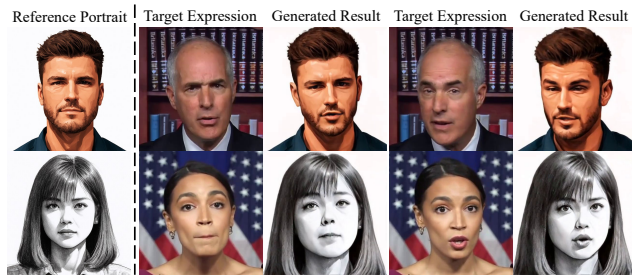 Reference Portrait
Target Expression
Generated Result
Target Expression
Generated Result